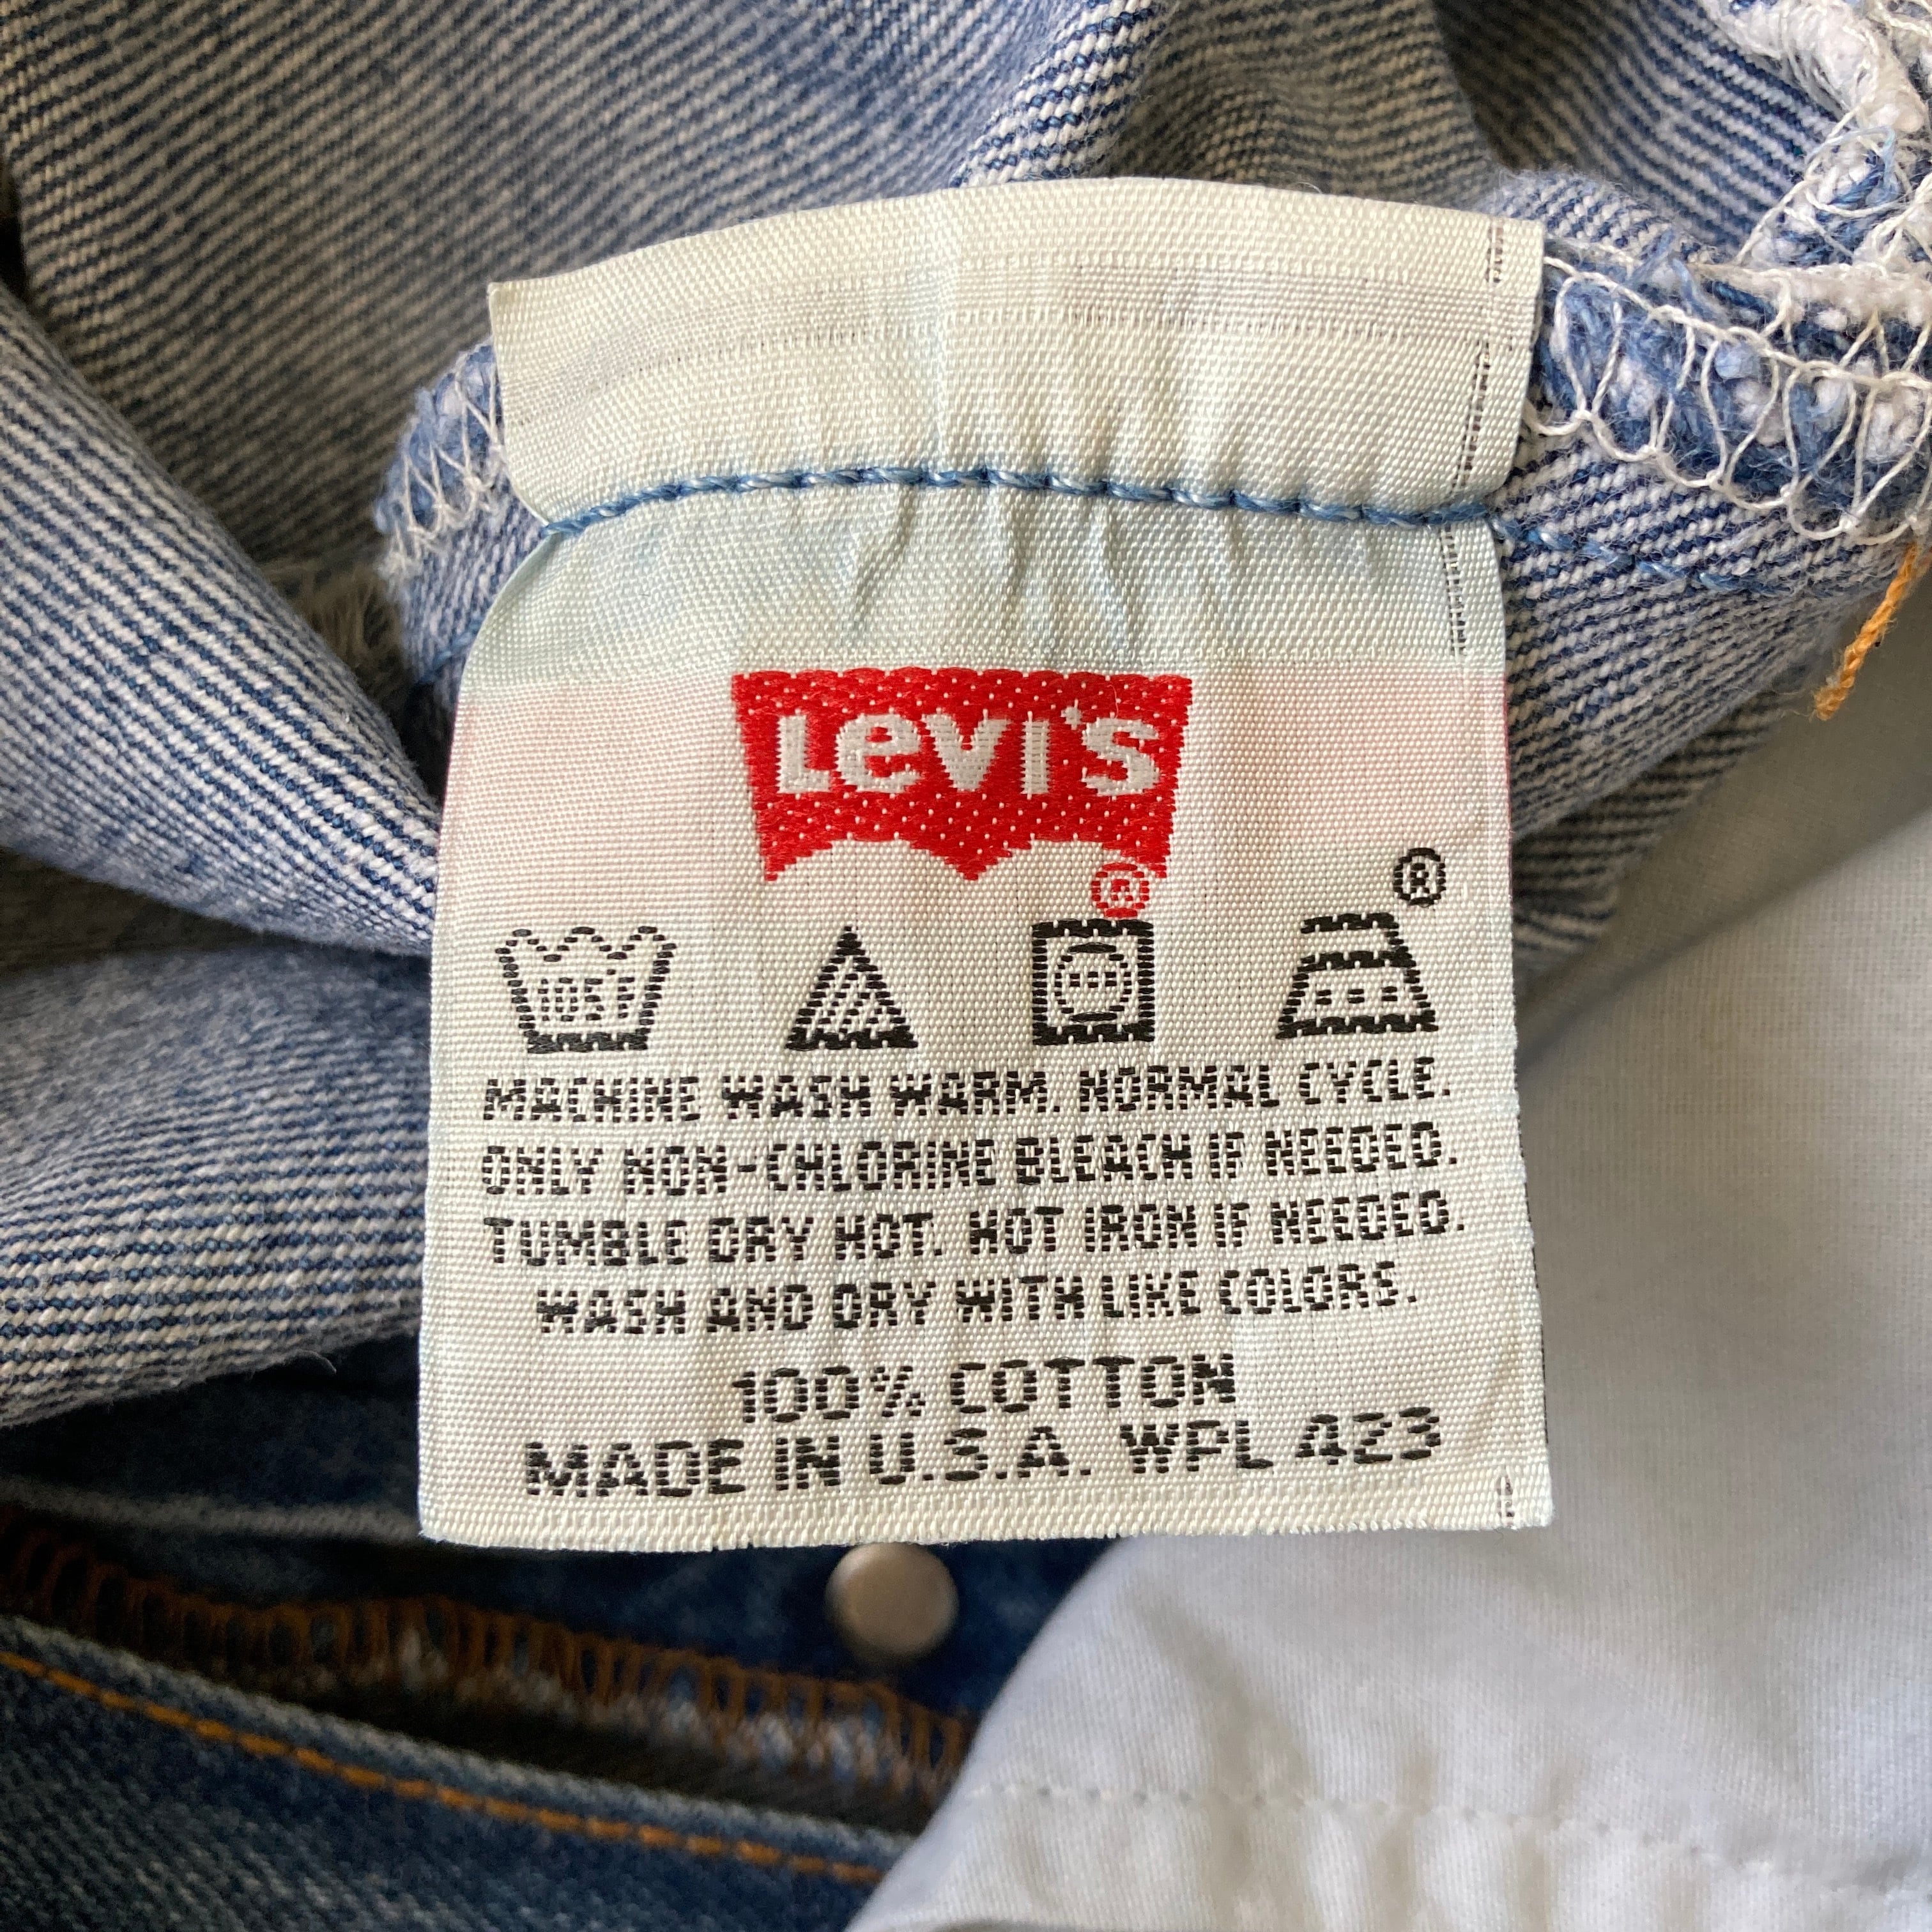 LEVI'S
®
®
105F
MACHINE WASH WARM. NORMAL CYCLE.
ONLY NON-CHLORINE BLEACH IF NEEDED.
TUMBLE DRY HOT. HOT IRON IF NEEDED.
WASH AND DRY WITH LIKE COLORS.
100% COTTON
MADE IN U.S.A. WPL 423